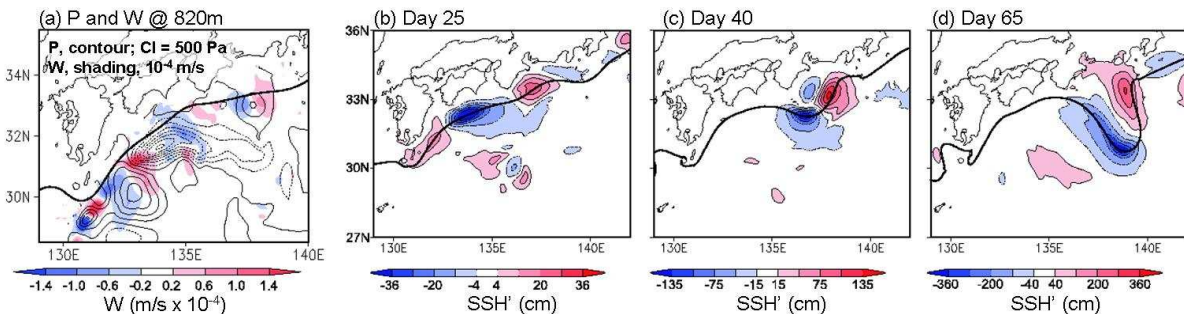 (a) P and W @ 820m
P, contour; CI = 500 Pa
W, shading, 10⁻⁴ m/s
34N
32N
30N
130E
135E
140E
-1.4 -1.0 -0.6 -0.2 0.2 0.6 1.0 1.4
W (m/s x 10⁻⁴)
(b) Day 25
36N
33N
30N
27N
130E
135E
140E
-36 -20 -4 4 20 36
SSH' (cm)
(c) Day 40
130E
135E
140E
-135 -75 -15 15 75 135
SSH' (cm)
(d) Day 65
135E
140E
-360 -200 -40 40 200 360
SSH' (cm)